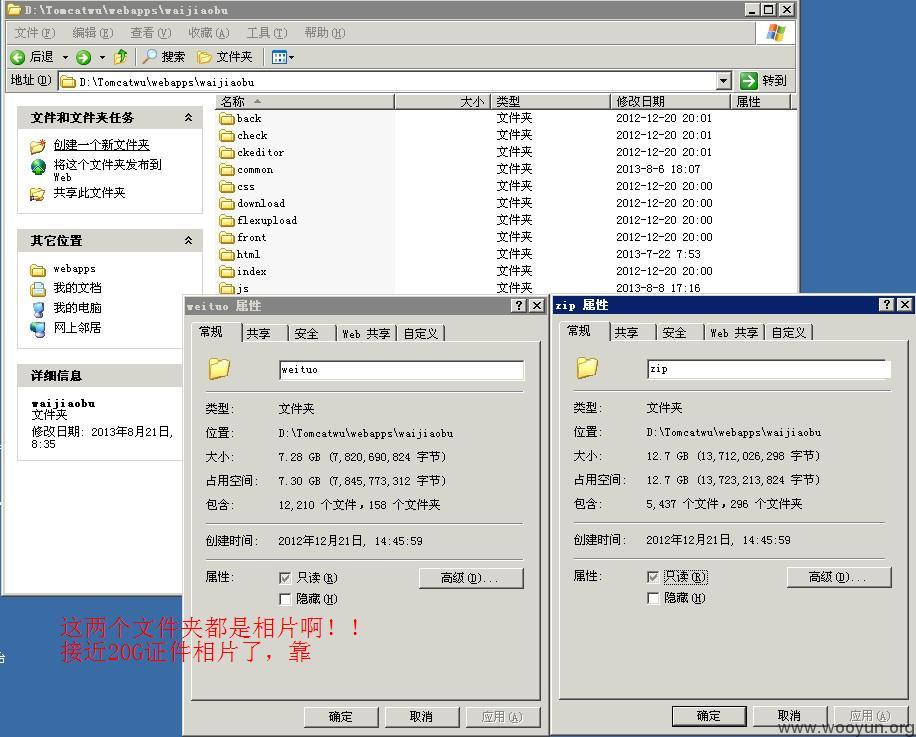 D:\Tomcatwu\webapps\waijiaobu
文件(F) 编辑(E) 查看(V) 收藏(A) 工具(T) 帮助(H)
后退 搜索 文件夹
地址(D) D:\Tomcatwu\webapps\waijiaobu 转到
文件和文件夹任务
创建一个新文件夹
将这个文件夹发布到
Web
共享此文件夹
其它位置
webapps
我的文档
我的电脑
网上邻居
详细信息
waijiaobu
文件夹
修改日期: 2013年8月21日,
8:35
名称 大小 类型 修改日期 属性
back 文件夹 2012-12-20 20:01
check 文件夹 2012-12-20 20:01
ckeditor 文件夹 2012-12-20 20:01
common 文件夹 2013-8-6 18:07
css 文件夹 2012-12-20 20:00
download 文件夹 2012-12-20 20:00
flexupload 文件夹 2012-12-20 20:00
front 文件夹 2012-12-20 20:00
html 文件夹 2013-7-22 7:53
index 文件夹 2012-12-20 20:00
js 文件夹 2013-8-8 17:16
weituo 属性
常规 共享 安全 Web 共享 自定义
weituo
类型: 文件夹
位置: D:\Tomcatwu\webapps\waijiaobu
大小: 7.28 GB (7,820,690,824 字节)
占用空间: 7.30 GB (7,845,773,312 字节)
包含: 12,210 个文件，158 个文件夹
创建时间: 2012年12月21日, 14:45:59
属性: 只读(R) 高级(D)...
隐藏(H)
确定 取消 应用(A)
zip 属性
常规 共享 安全 Web 共享 自定义
zip
类型: 文件夹
位置: D:\Tomcatwu\webapps\waijiaobu
大小: 12.7 GB (13,712,026,298 字节)
占用空间: 12.7 GB (13,723,213,824 字节)
包含: 5,437 个文件，296 个文件夹
创建时间: 2012年12月21日, 14:45:59
属性: 只读(R) 高级(D)...
隐藏(H)
确定 取消 应用(A)
这两个文件夹都是相片啊！！
接近20G证件相片了，靠
台
www.wooyun.org